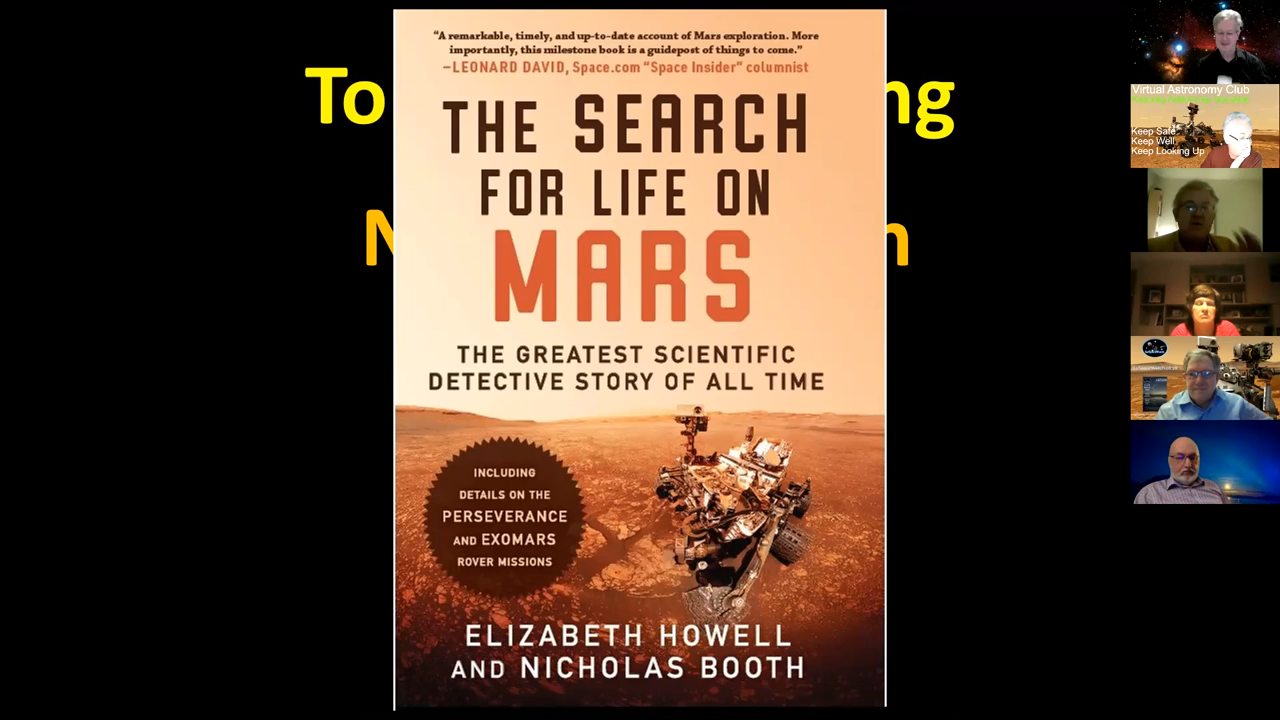 To
ng
N
n
“A remarkable, timely, and up-to-date account of Mars exploration. More
importantly, this milestone book is a guidepost of things to come.”
—LEONARD DAVID, Space.com “Space Insider” columnist
THE SEARCH
FOR LIFE ON
MARS
THE GREATEST SCIENTIFIC
DETECTIVE STORY OF ALL TIME
INCLUDING
DETAILS ON THE
PERSEVERANCE
AND EXOMARS
ROVER MISSIONS
ELIZABETH HOWELL
AND NICHOLAS BOOTH
Virtual Astronomy Club
Keep Safe
Keep Well
Keep Looking Up